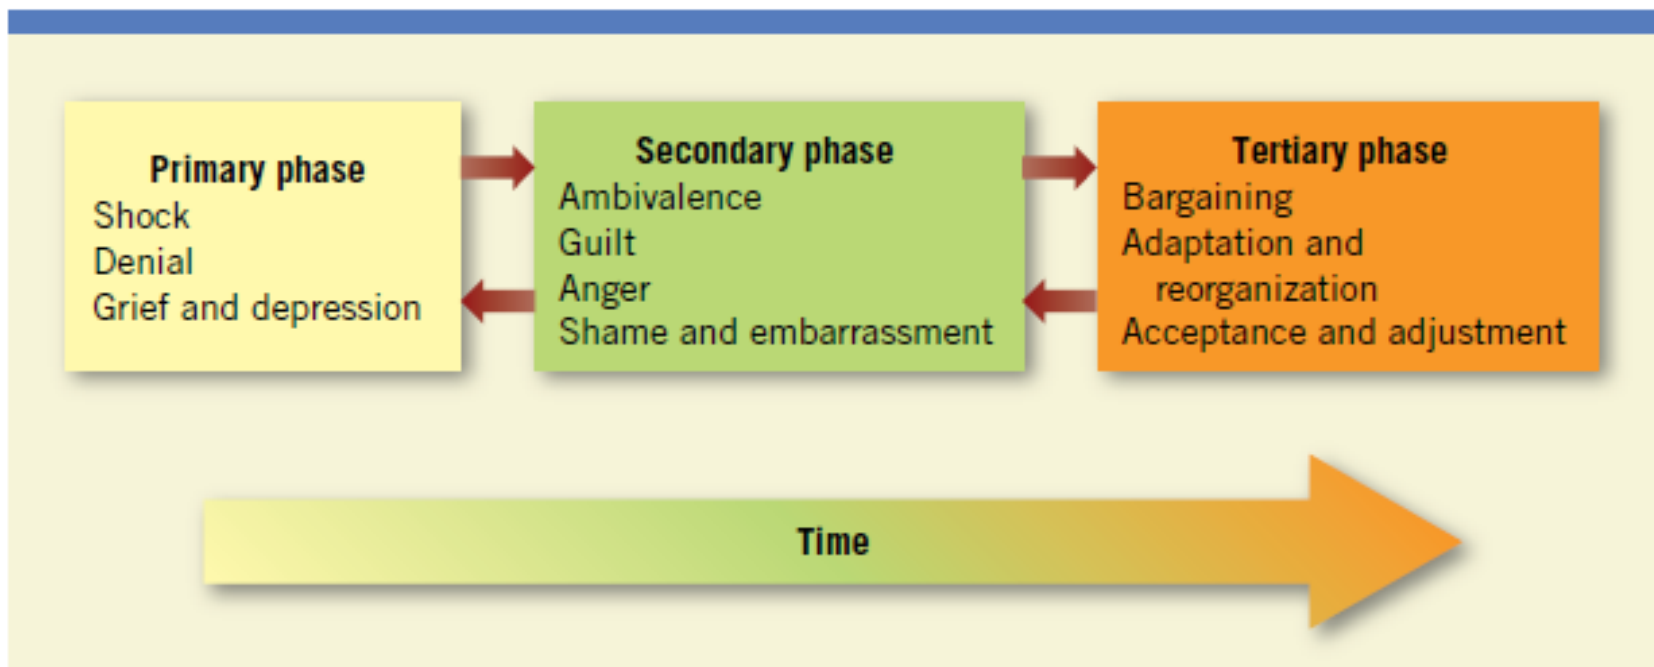 Primary phase
Shock
Denial
Grief and depression
Secondary phase
Ambivalence
Guilt
Anger
Shame and embarrassment
Tertiary phase
Bargaining
Adaptation and
reorganization
Acceptance and adjustment
Time